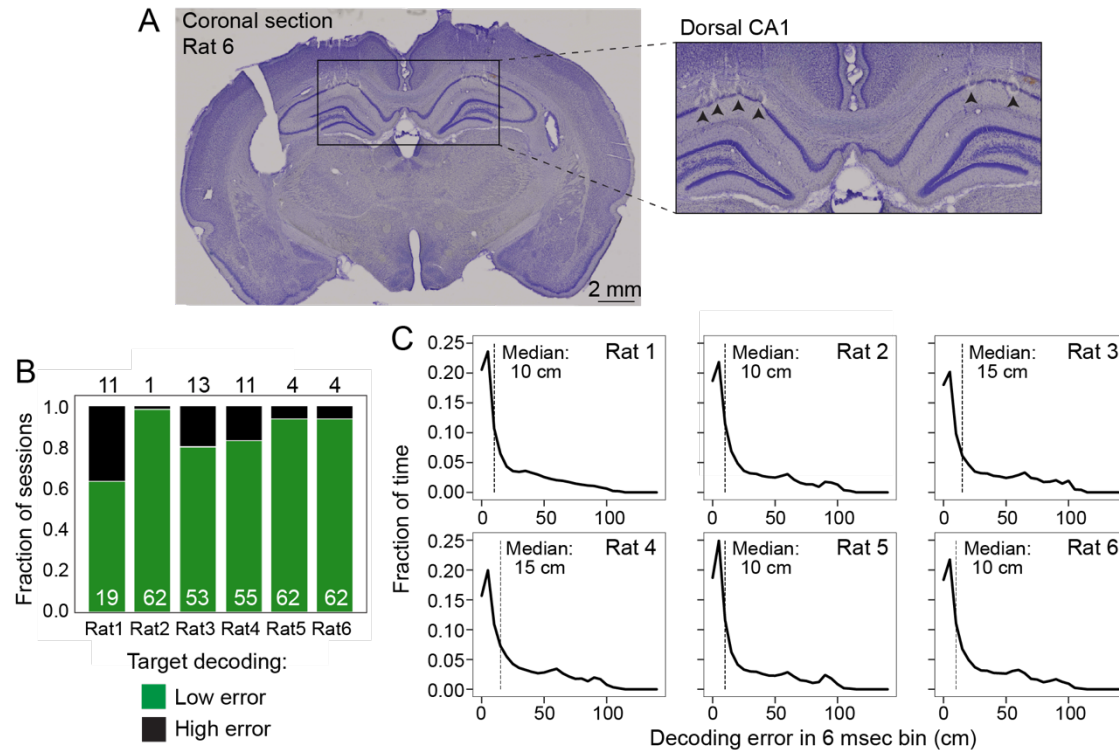 A
Coronal section
Rat 6
2 mm
Dorsal CA1
B
11 1 13 11 4 4
Fraction of sessions
1.0
0.8
0.6
0.4
0.2
0.0
19 62 53 55 62 62
Rat1 Rat2 Rat3 Rat4 Rat5 Rat6
Target decoding:
Low error
High error
C
Fraction of time
0.25
0.20
0.15
0.10
0.05
0.00
Median:
10 cm
Rat 1
0 50 100
Median:
10 cm
Rat 2
0 50 100
Median:
15 cm
Rat 3
0 50 100
0.25
0.20
0.15
0.10
0.05
0.00
Median:
15 cm
Rat 4
0 50 100
Median:
10 cm
Rat 5
0 50 100
Median:
10 cm
Rat 6
0 50 100
Decoding error in 6 msec bin (cm)